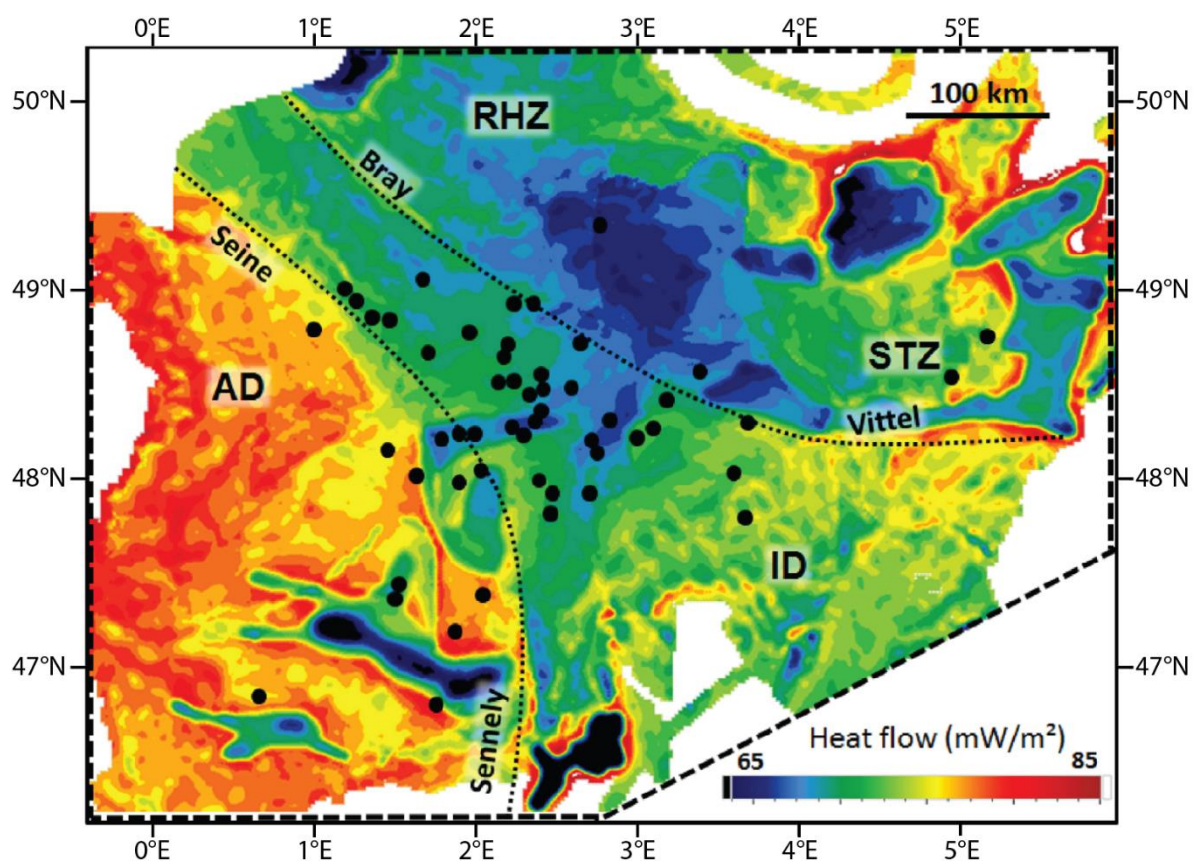 0°E 1°E 2°E 3°E 4°E 5°E
50°N 50°N
100 km
RHZ
Bray
Seine
49°N 49°N
AD
STZ
Vittel
48°N 48°N
ID
47°N 47°N
Sennely
Heat flow (mW/m²)
65 85
0°E 1°E 2°E 3°E 4°E 5°E